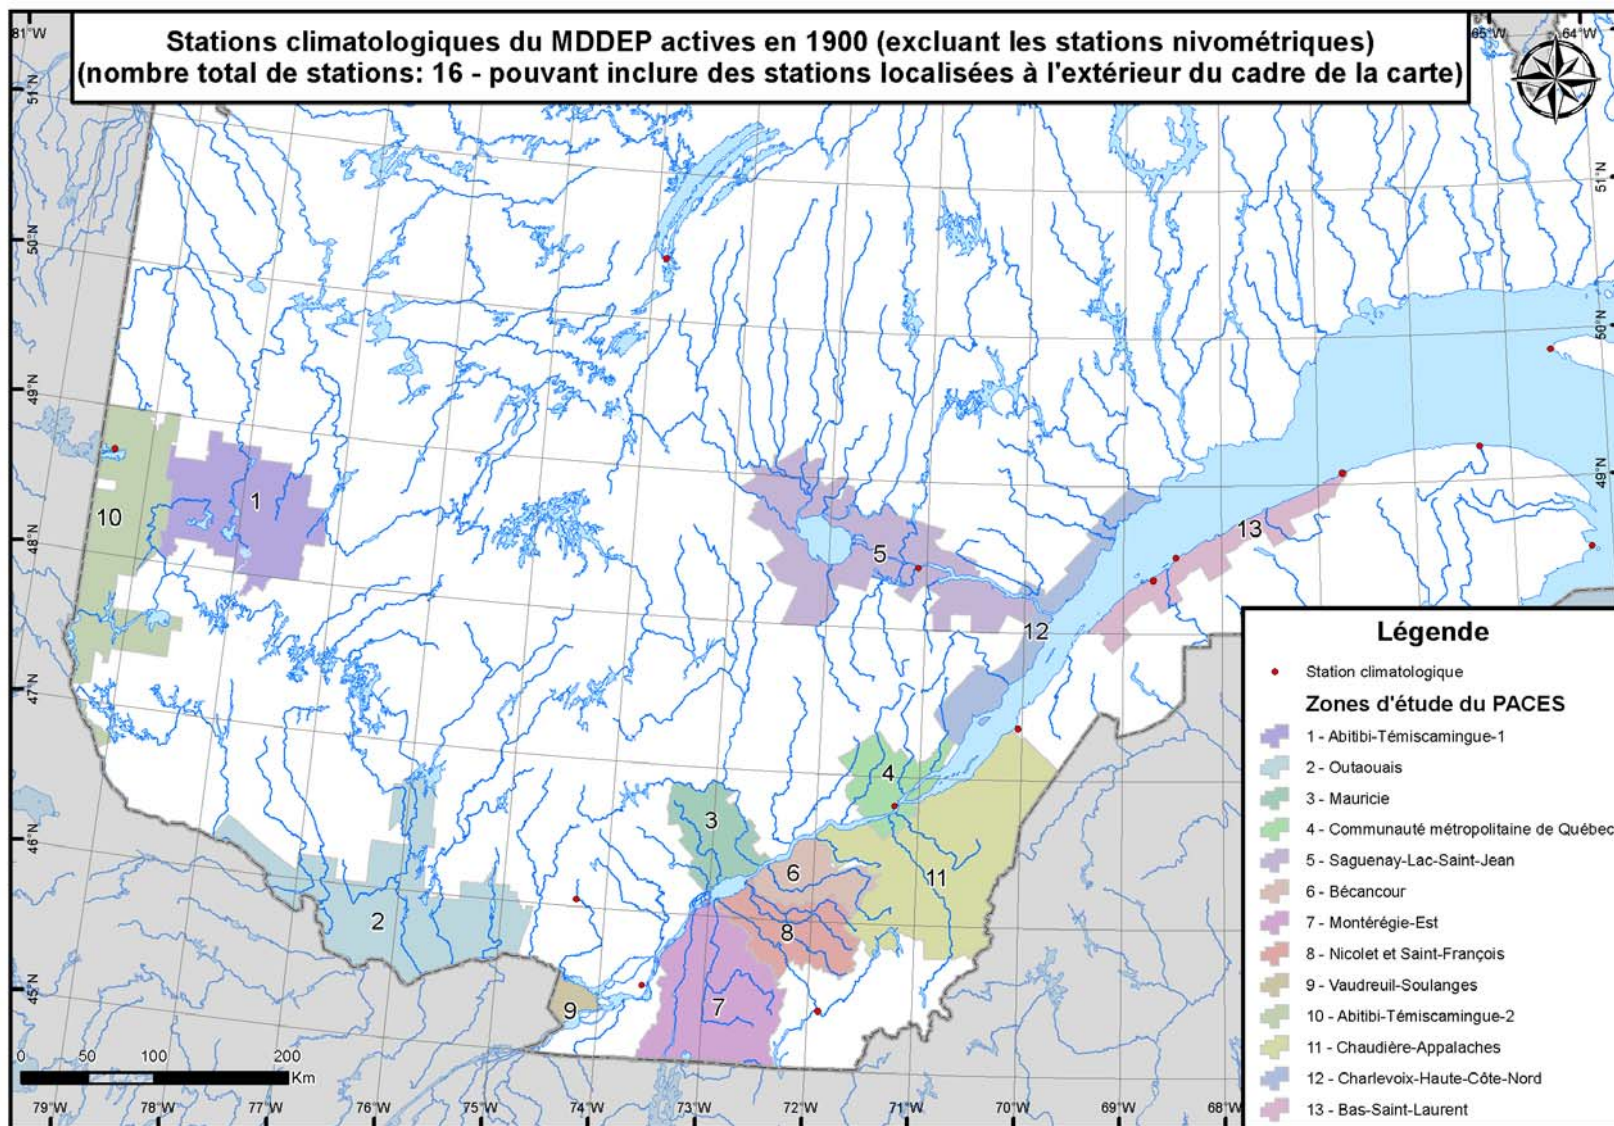 Stations climatologiques du MDDEP actives en 1900 (excluant les stations nivométriques)
(nombre total de stations: 16 - pouvant inclure des stations localisées à l'extérieur du cadre de la carte)
81°W
65°W
64°W
51°N
50°N
49°N
48°N
47°N
46°N
45°N
51°N
50°N
49°N
1
10
5
13
12
4
3
6
11
2
8
9
7
0 50 100 200
Km
79°W 78°W 77°W 76°W 75°W 74°W 73°W 72°W 71°W 70°W 69°W 68°W
Légende
Station climatologique
Zones d'étude du PACES
1 - Abitibi-Témiscamingue-1
2 - Outaouais
3 - Mauricie
4 - Communauté métropolitaine de Québec
5 - Saguenay-Lac-Saint-Jean
6 - Bécancour
7 - Montérégie-Est
8 - Nicolet et Saint-François
9 - Vaudreuil-Soulanges
10 - Abitibi-Témiscamingue-2
11 - Chaudière-Appalaches
12 - Charlevoix-Haute-Côte-Nord
13 - Bas-Saint-Laurent